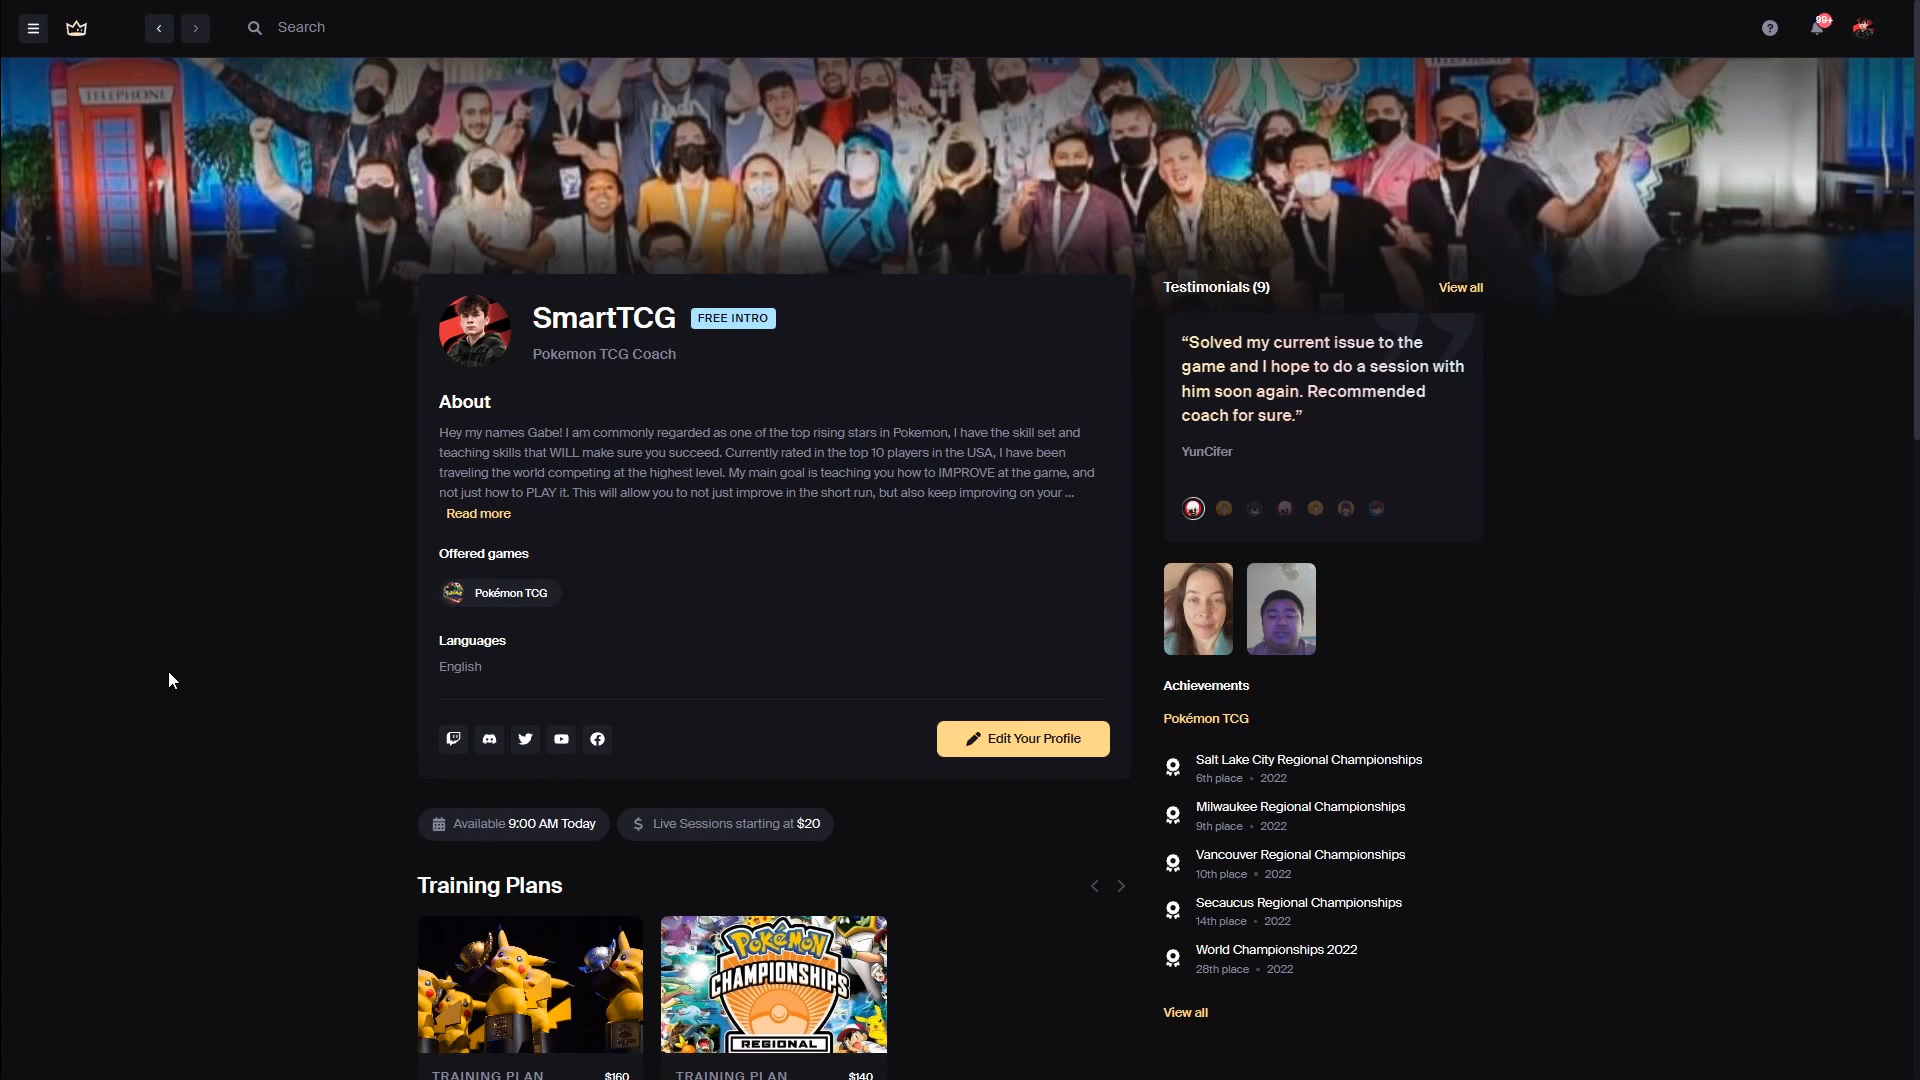 Search
?
99+
TELEPHONE
TELEPHONE
SmartTCG
FREE INTRO
Pokemon TCG Coach
About
Hey my names Gabe! I am commonly regarded as one of the top rising stars in Pokemon, I have the skill set and
teaching skills that WILL make sure you succeed. Currently rated in the top 10 players in the USA, I have been
traveling the world competing at the highest level. My main goal is teaching you how to IMPROVE at the game, and
not just how to PLAY it. This will allow you to not just improve in the short run, but also keep improving on your ...
Read more
Offered games
Pokémon TCG
Languages
English
Edit Your Profile
Available 9:00 AM Today
$ Live Sessions starting at $20
Training Plans
Pokémon
CHAMPIONSHIPS
REGIONAL
TRAINING PLAN $160
TRAINING PLAN $140
Testimonials (9)
View all
“Solved my current issue to the
game and I hope to do a session with
him soon again. Recommended
coach for sure.”
YunCifer
Achievements
Pokémon TCG
Salt Lake City Regional Championships
6th place • 2022
Milwaukee Regional Championships
9th place • 2022
Vancouver Regional Championships
10th place • 2022
Secaucus Regional Championships
14th place • 2022
World Championships 2022
28th place • 2022
View all